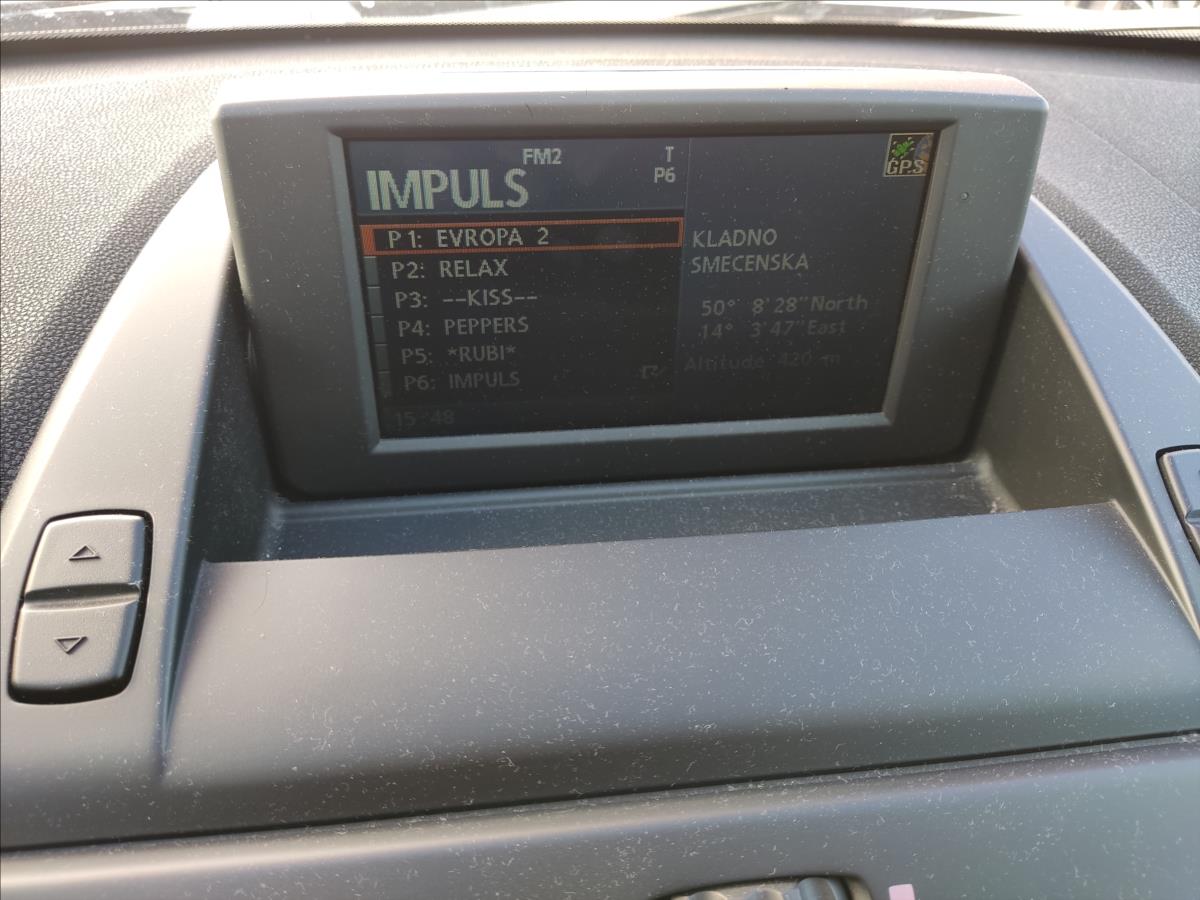 FM2
T
IMPULS
P6
GPS
P1: EVROPA 2
P2: RELAX
P3: --KISS--
P4: PEPPERS
P5: *RUBI*
P6: IMPULS
15 48
KLADNO
SMECENSKA
50° 8'28"North
14° 3'47"East
Altitude 420 m